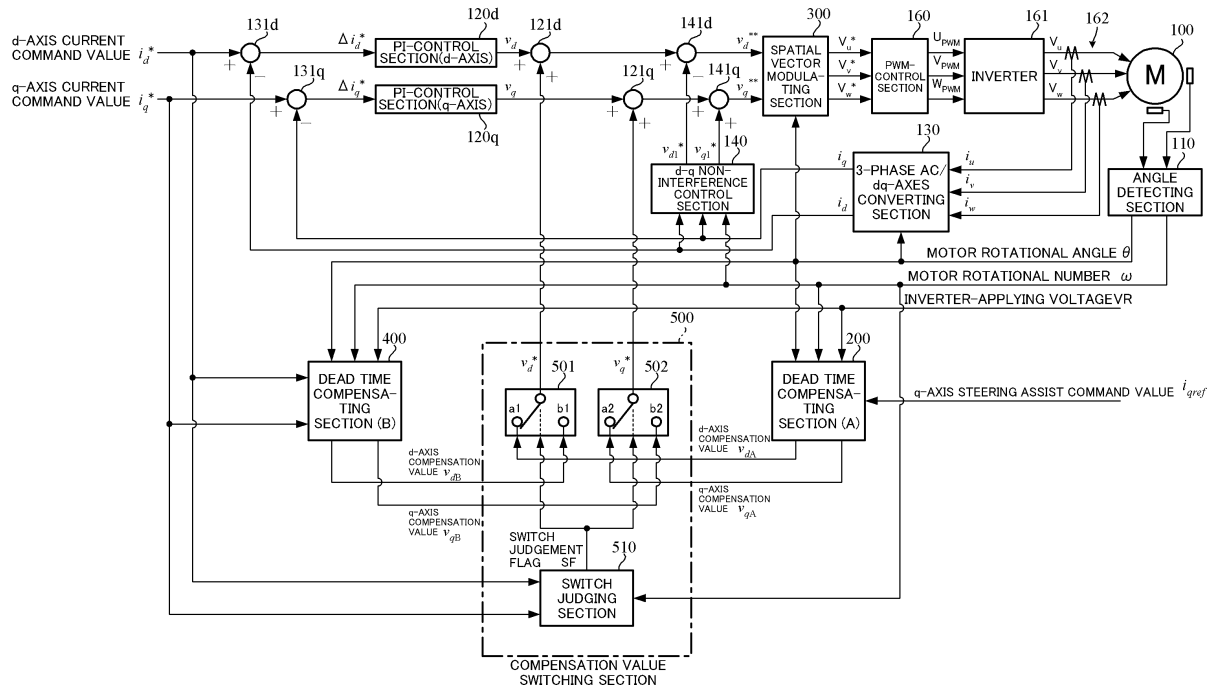 131d
120d
121d
141d
300
160
161
162
100
d-AXIS CURRENT
COMMAND VALUE i_d*
Δi_d*
PI-CONTROL
SECTION(d-AXIS)
v_d
v_d**
SPATIAL
VECTOR
MODULA-
TING
SECTION
V_u*
V_v*
V_w*
PWM-
CONTROL
SECTION
U_PWM
V_PWM
W_PWM
INVERTER
V_u
V_v
V_w
M
131q
121q
141q
q-AXIS CURRENT
COMMAND VALUE i_q*
Δi_q*
PI-CONTROL
SECTION(q-AXIS)
v_q
v_q**
120q
v_d1*
v_q1*
140
d-q NON-
INTERFERENCE
CONTROL
SECTION
130
i_q
i_d
3-PHASE AC/
dq-AXES
CONVERTING
SECTION
i_u
i_v
i_w
110
ANGLE
DETECTING
SECTION
MOTOR ROTATIONAL ANGLE θ
MOTOR ROTATIONAL NUMBER ω
INVERTER-APPLYING VOLTAGEVR
400
DEAD TIME
COMPENSA-
TING
SECTION (B)
500
v_d*
501
a1
b1
v_q*
502
a2
b2
200
DEAD TIME
COMPENSA-
TING
SECTION (A)
q-AXIS STEERING ASSIST COMMAND VALUE i_qref
d-AXIS
COMPENSATION
VALUE v_dB
d-AXIS
COMPENSATION
VALUE v_dA
q-AXIS
COMPENSATION
VALUE v_qB
q-AXIS
COMPENSATION
VALUE v_qA
SWITCH
JUDGEMENT
FLAG SF
510
SWITCH
JUDGING
SECTION
COMPENSATION VALUE
SWITCHING SECTION